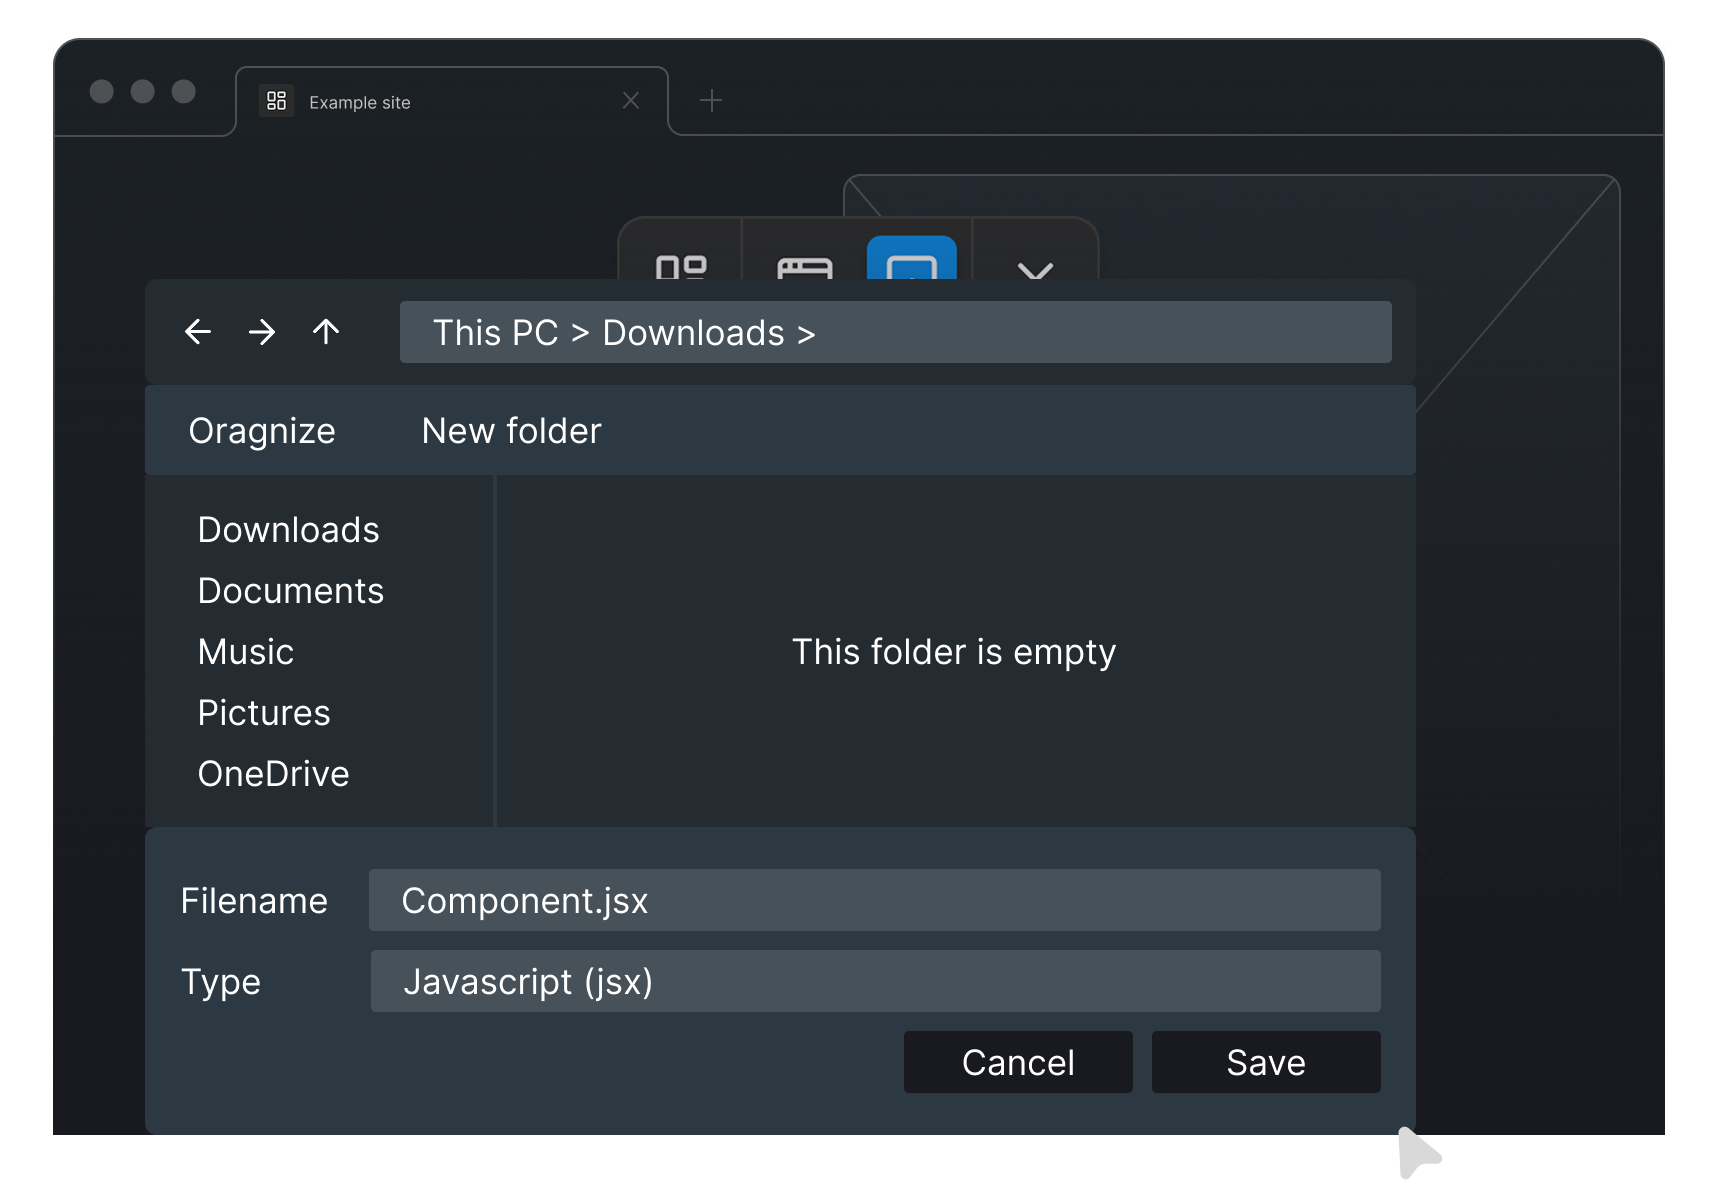 Example site
This PC > Downloads >
Oragnize New folder
Downloads
Documents
Music
Pictures
OneDrive
This folder is empty
Filename Component.jsx
Type Javascript (jsx)
Cancel Save